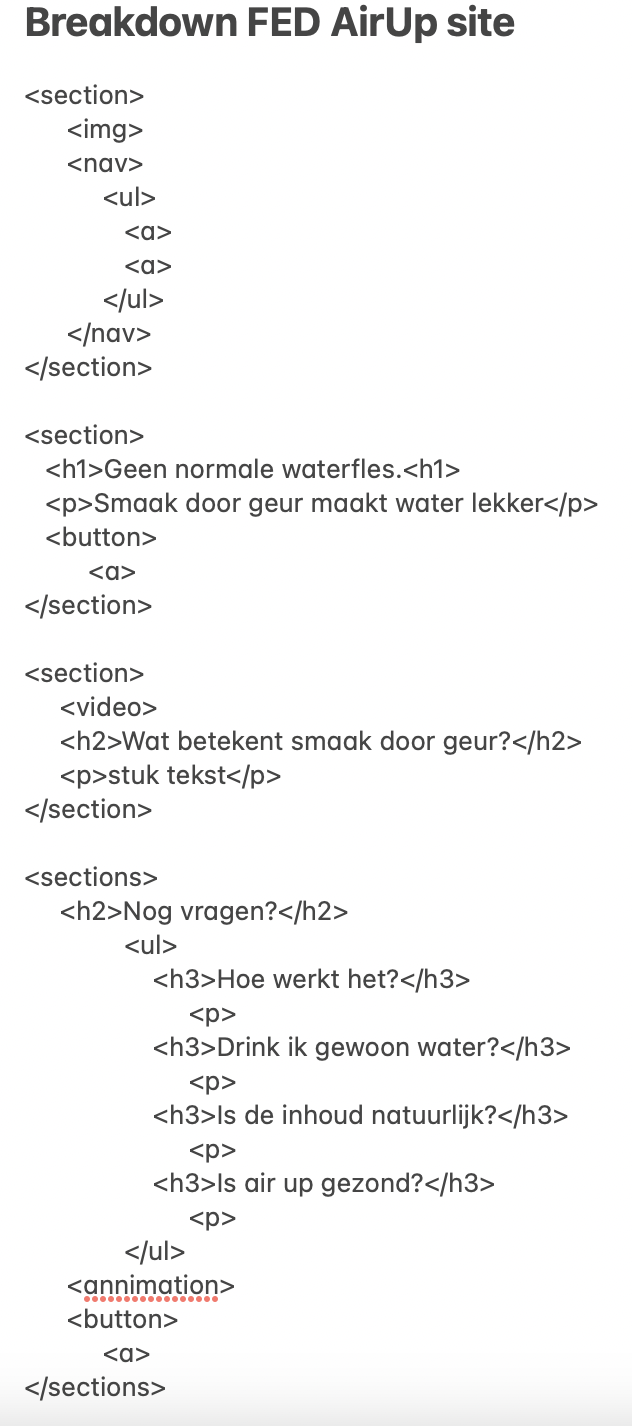 Breakdown FED AirUp site
<section>
<img>
<nav>
<ul>
<a>
<a>
</ul>
</nav>
</section>
<section>
<h1>Geen normale waterfles.<h1>
<p>Smaak door geur maakt water lekker</p>
<button>
<a>
</section>
<section>
<video>
<h2>Wat betekent smaak door geur?</h2>
<p>stuk tekst</p>
</section>
<sections>
<h2>Nog vragen?</h2>
<ul>
<h3>Hoe werkt het?</h3>
<p>
<h3>Drink ik gewoon water?</h3>
<p>
<h3>Is de inhoud natuurlijk?</h3>
<p>
<h3>Is air up gezond?</h3>
<p>
</ul>
<annimation>
<button>
<a>
</sections>